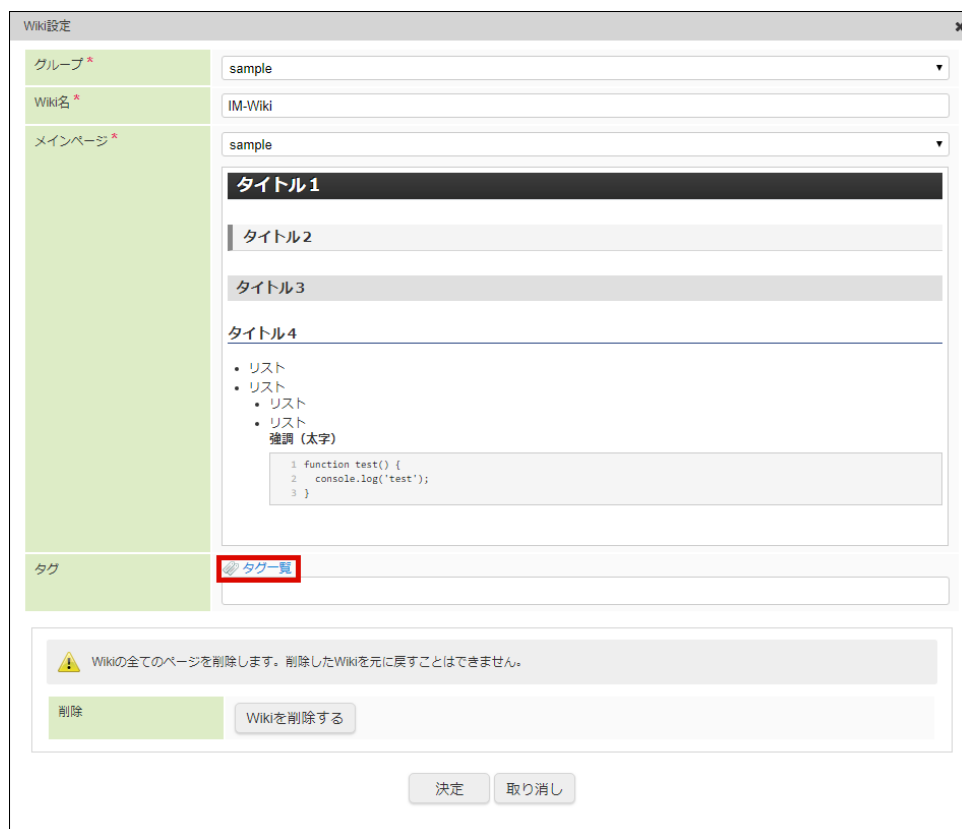 Wiki設定
グループ *
sample
Wiki名 *
IM-Wiki
メインページ *
sample
タイトル1
タイトル2
タイトル3
タイトル4
• リスト
• リスト
• リスト
• リスト
強調（太字）
1 function test() {
2 console.log('test');
3 }
タグ
タグ一覧
Wikiの全てのページを削除します。削除したWikiを元に戻すことはできません。
削除
Wikiを削除する
決定
取り消し